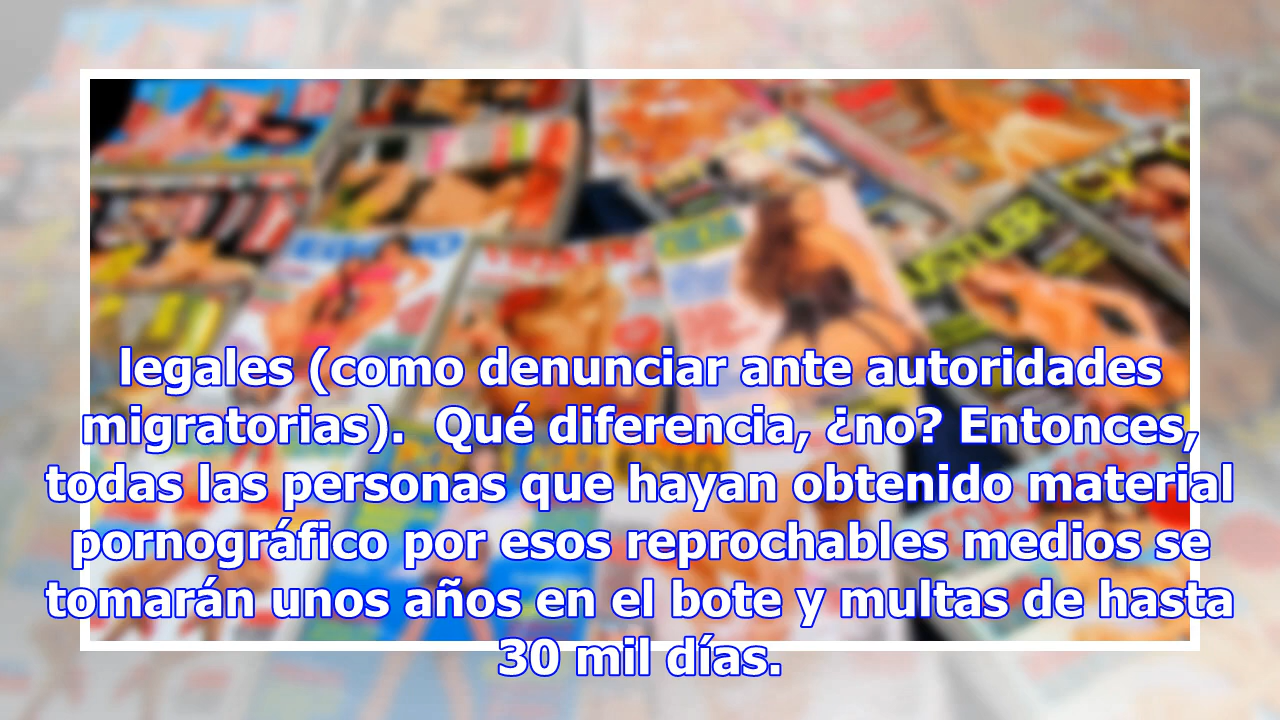 USTLER
legales (como denunciar ante autoridades
migratorias).  Qué diferencia, ¿no? Entonces,
todas las personas que hayan obtenido material
pornográfico por esos reprochables medios se
tomarán unos años en el bote y multas de hasta
30 mil días.